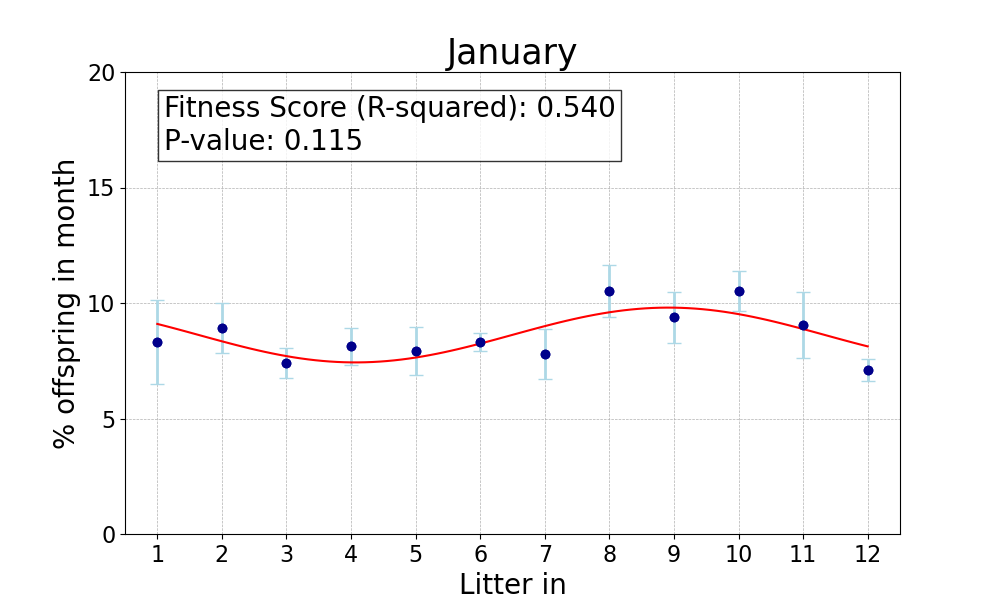 January
Fitness Score (R-squared): 0.540
P-value: 0.115
% offspring in month
20
15
10
5
0
1 2 3 4 5 6 7 8 9 10 11 12
Litter in